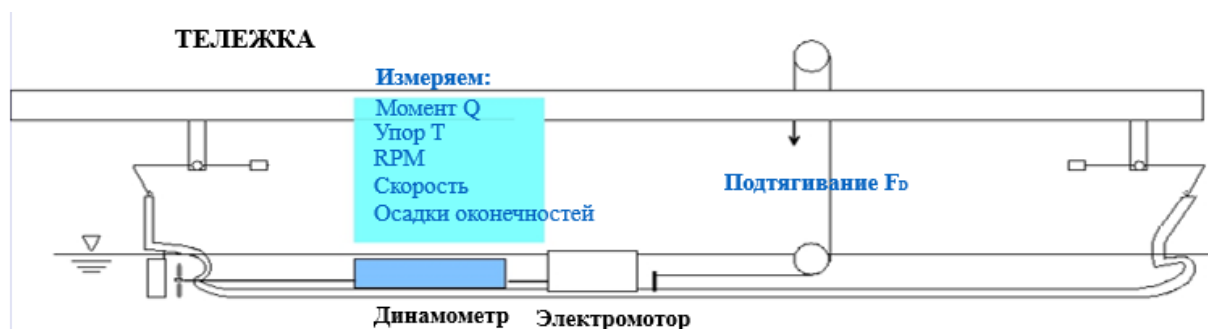 ТЕЛЕЖКА
Измеряем:
Момент Q
Упор T
RPM
Скорость
Осадки оконечностей
Подтягивание FD
Динамометр
Электромотор